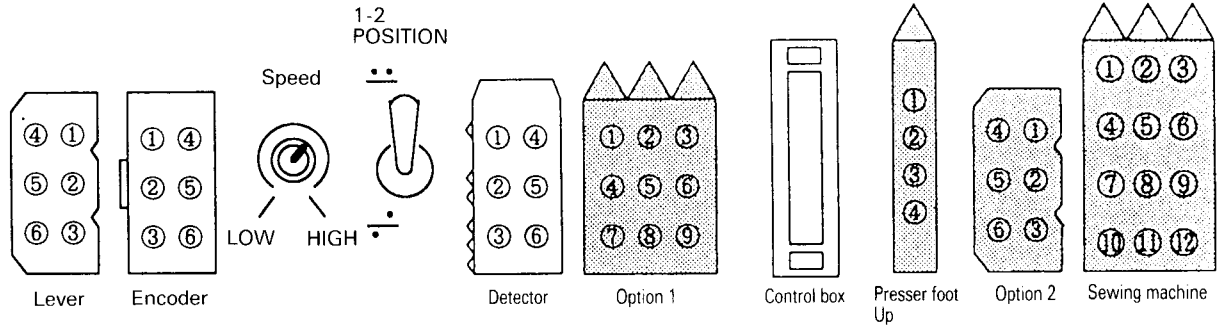 1-2
POSITION
Speed
LOW
HIGH
④ ①
⑤ ②
⑥ ③
Lever
① ④
② ⑤
③ ⑥
Encoder
① ④
② ⑤
③ ⑥
Detector
① ② ③
④ ⑤ ⑥
⑦ ⑧ ⑨
Option 1
Control box
①
②
③
④
Presser foot
Up
④ ①
⑤ ②
⑥ ③
Option 2
① ② ③
④ ⑤ ⑥
⑦ ⑧ ⑨
⑩ ⑪ ⑫
Sewing machine